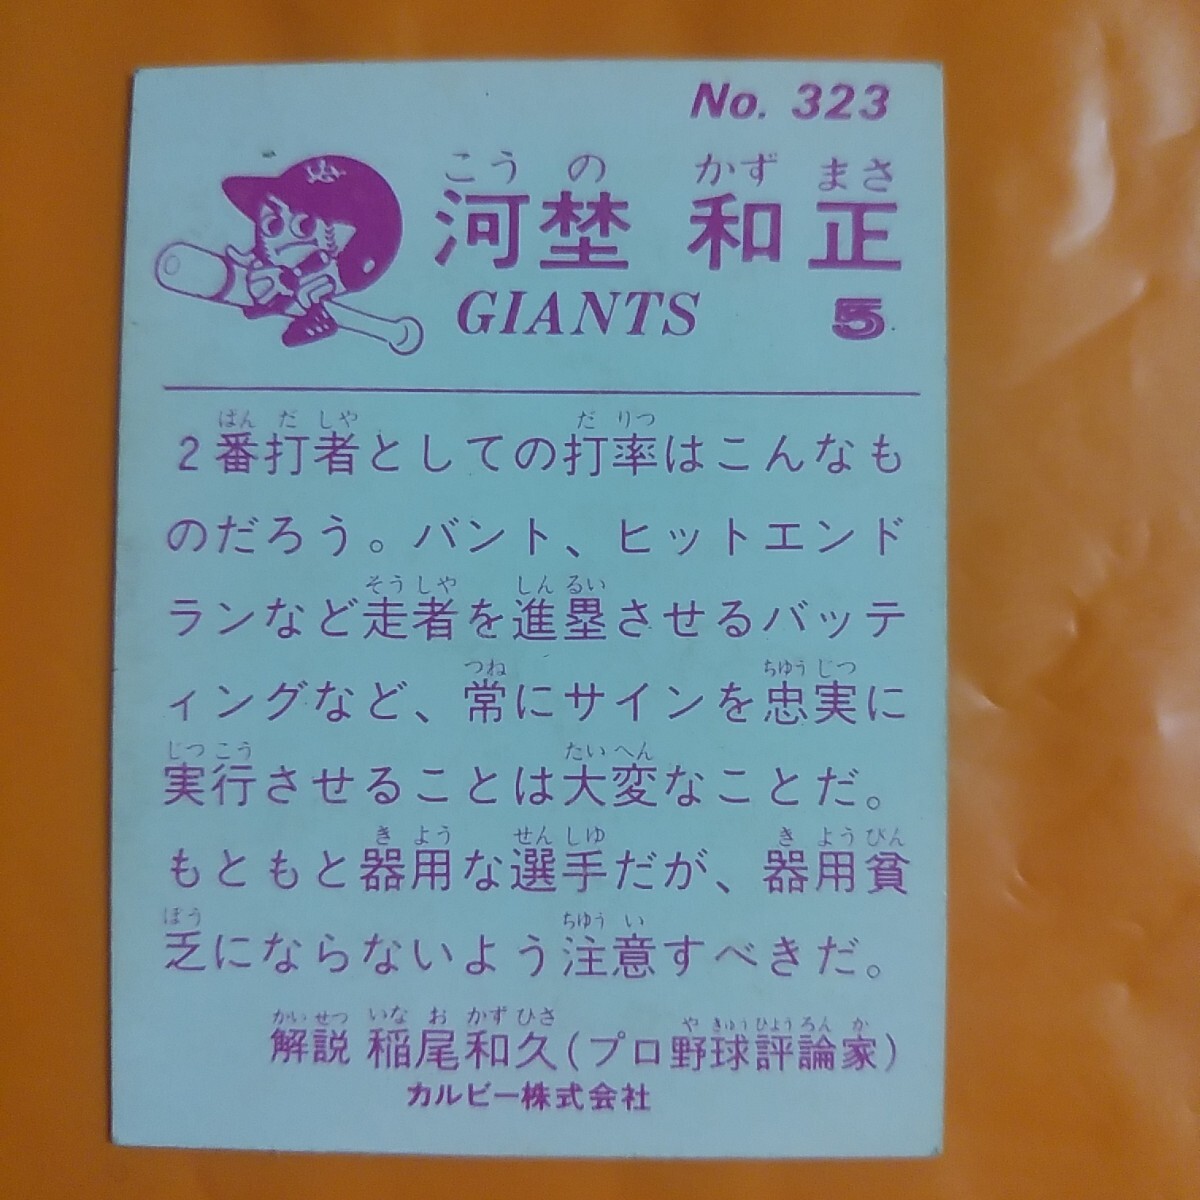 No. 323
こう の かず まさ
河埜 和正
GIANTS 5
ばん だ しや だ りつ
2番打者としての打率はこんなも
のだろう。バント、ヒットエンド
そう しや しん るい
ランなど走者を進塁させるバッテ
つね ちゆう じつ
ィングなど、常にサインを忠実に
じつ こう たい へん
実行させることは大変なことだ。
き よう せん しゆ き よう びん
もともと器用な選手だが、器用貧
ぼう ちゆう い
乏にならないよう注意すべきだ。
かい せつ いな お かず ひさ や きゅう ひょう ろん か
解説 稲尾和久(プロ野球評論家)
カルビー株式会社